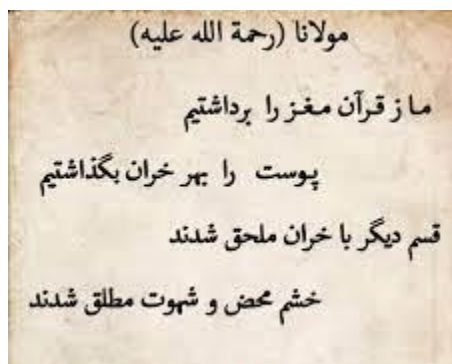 مولانا (رحمة الله علیه)
ما ز قرآن مغز را برداشتیم
پوست را بهر خران بگذاشتیم
قسم دیگر با خران ملحق شدند
خشم محض و شهوت مطلق شدند